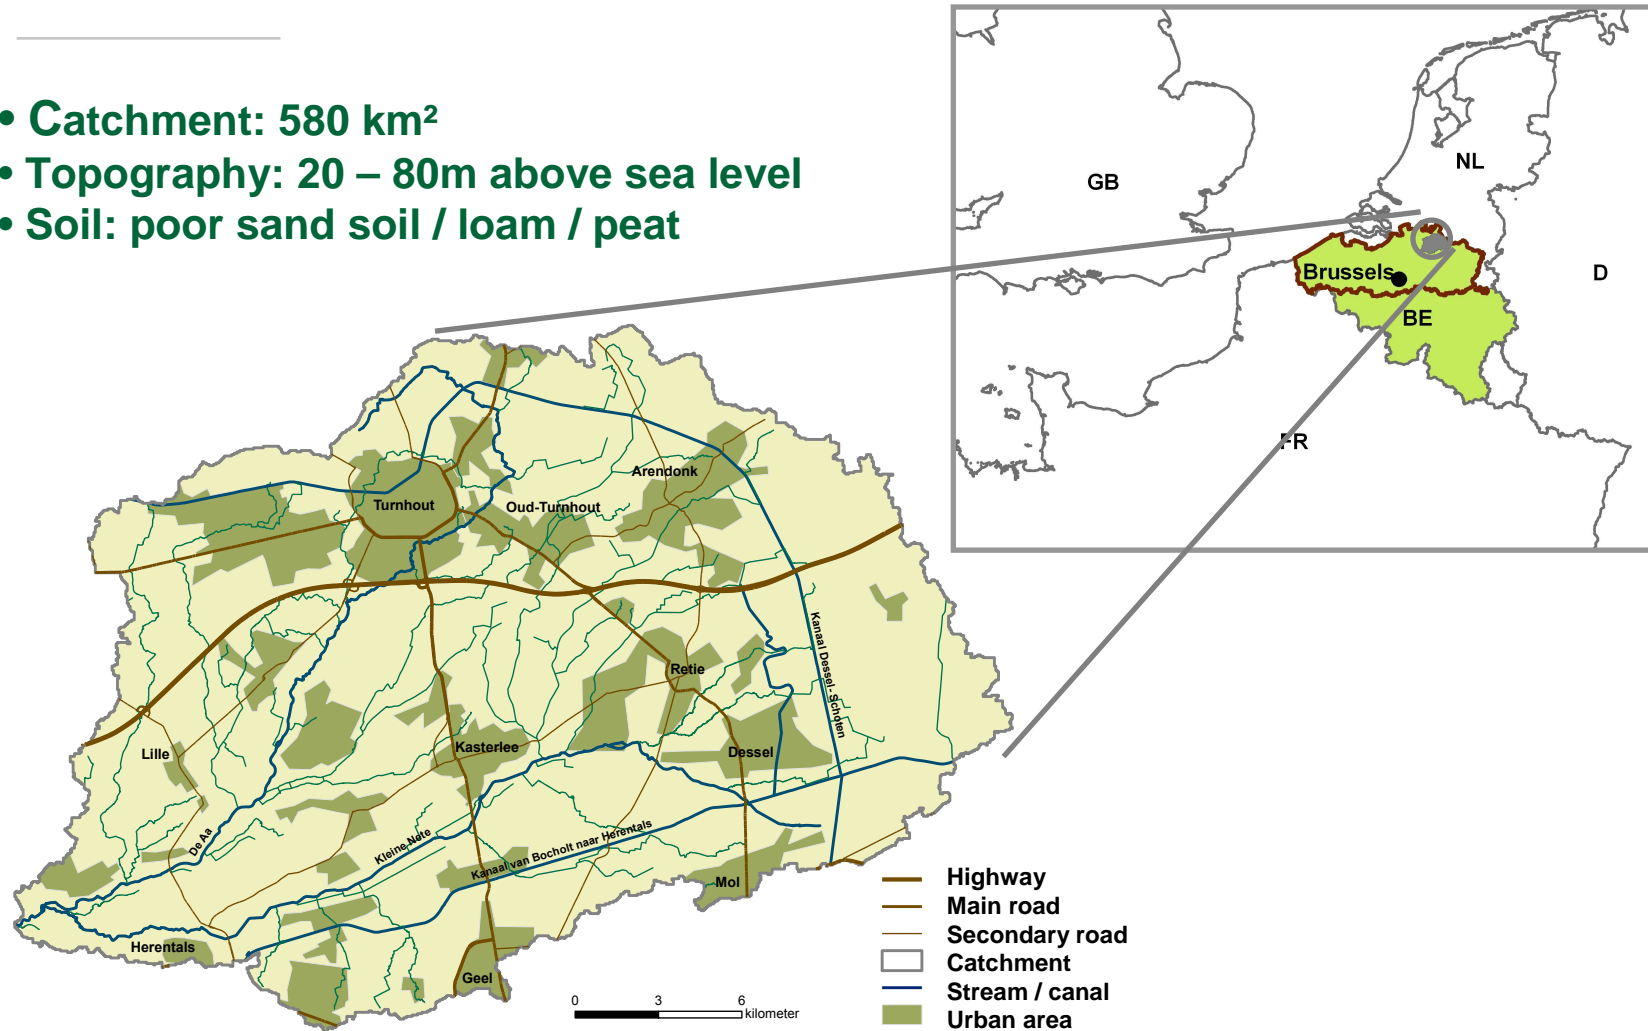 • Catchment: 580 km²
• Topography: 20 – 80m above sea level
• Soil: poor sand soil / loam / peat
GB
NL
Brussels
D
BE
FR
Arendonk
Turnhout
Oud-Turnhout
Kanaal Dessel-Schoten
Retie
Lille
Kasterlee
Dessel
De Aa
Kleine Nete
Kanaal van Bocholt naar Herentals
Mol
Herentals
Geel
0 3 6
kilometer
Highway
Main road
Secondary road
Catchment
Stream / canal
Urban area